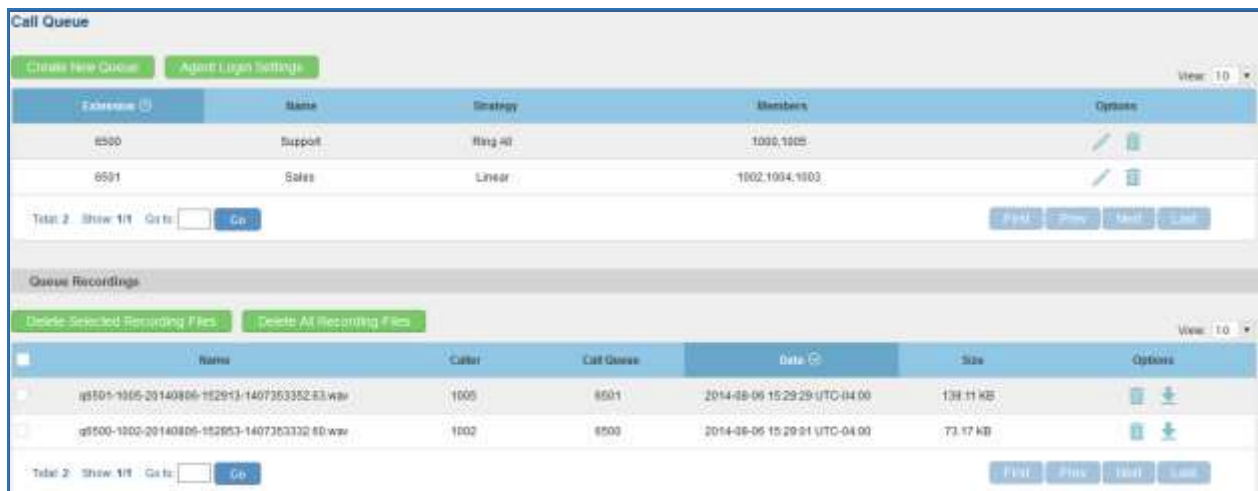 Call Queue
Create New Queue Agent Login Settings
View: 10
Extension Name Strategy Members Options
6500 Support Ring All 1000,1005
6501 Sales Linear 1002,1004,1003
Total: 2 Show: 1/1 Go to: Go First Prev Next Last
Queue Recordings
Delete Selected Recording Files Delete All Recording Files
View: 10
Name Caller Call Queue Date Size Options
q6501-1005-20140806-152913-1407353352.63.wav 1005 6501 2014-08-06 15:29:29 UTC-04:00 139.11 KB
q6500-1002-20140806-152853-1407353332.60.wav 1002 6500 2014-08-06 15:29:01 UTC-04:00 73.17 KB
Total: 2 Show: 1/1 Go to: Go First Prev Next Last